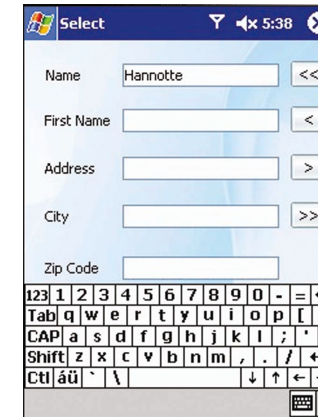 Select 5:38
Name Hannotte <<
First Name <
Address >
City >>
Zip Code
123 1 2 3 4 5 6 7 8 9 0 - =
Tab q w e r t y u i o p [
CAP a s d f g h j k l ; '
Shift z x c v b n m , . /
Ctl áü ` \ ↓ ↑ ←